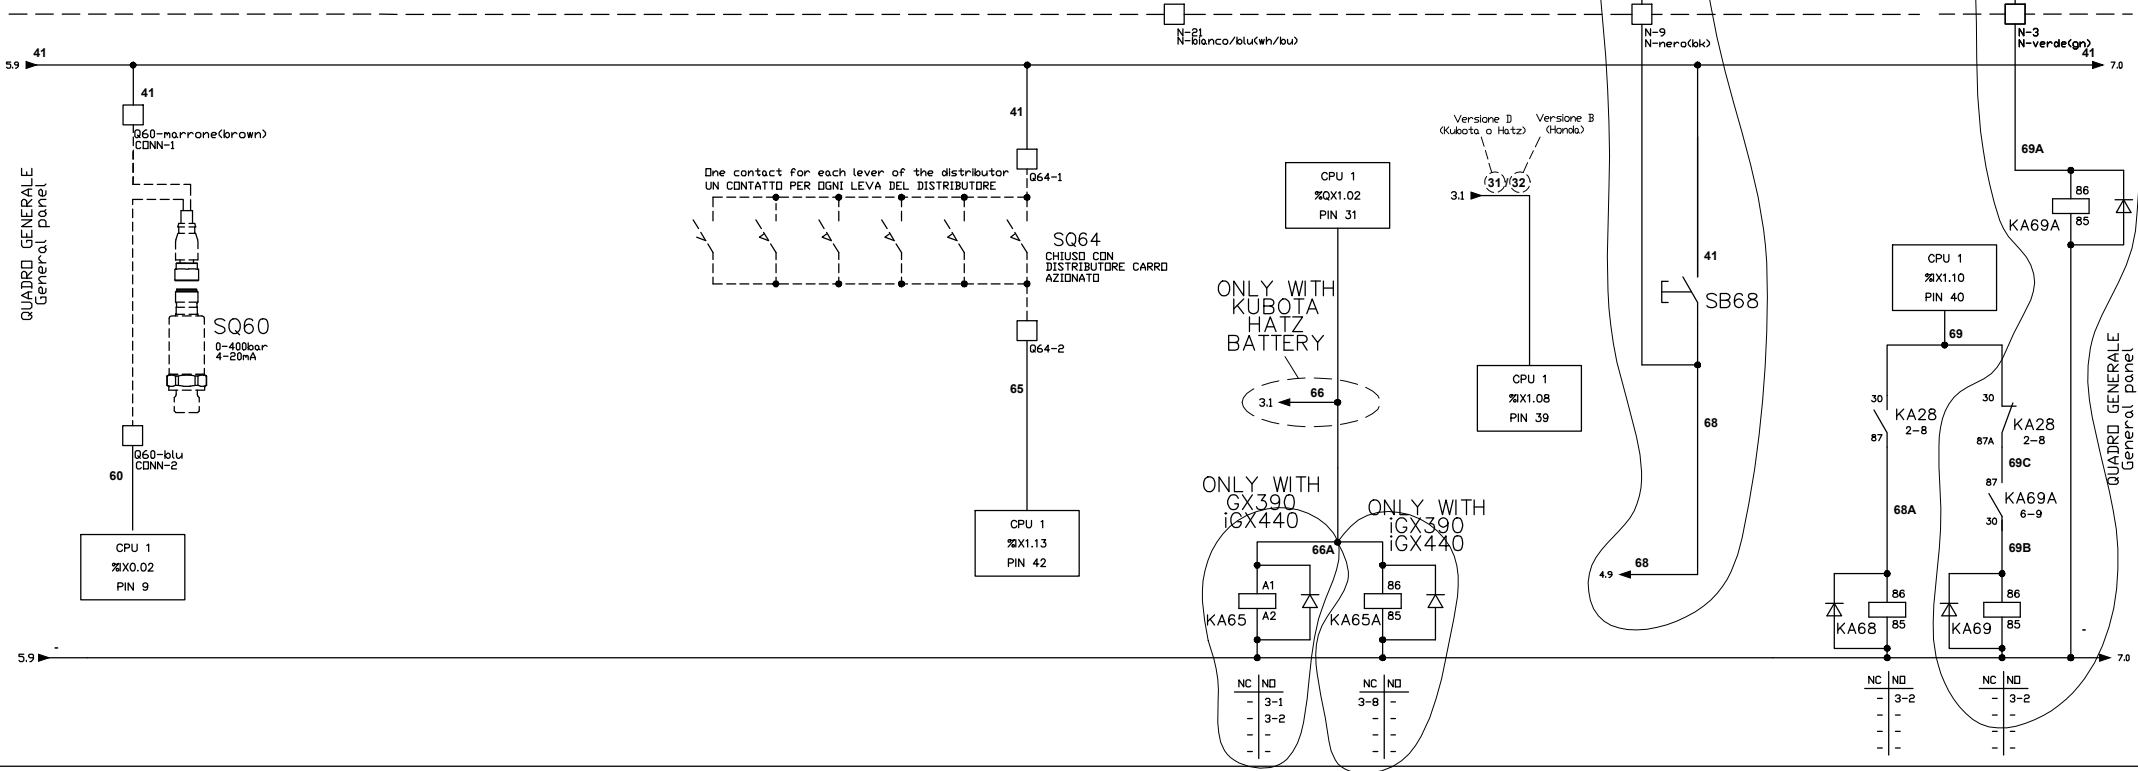 N-21
N-bianco/blu(wh/bu)
N-9
N-nero(bk)
N-3
N-verde(gn)
5.9
41
41
7.0
41
Q60-marrone(brown)
CONN-1
QUADRO GENERALE
General panel
SQ60
0-400bar
4-20mA
Q60-blu
CONN-2
60
CPU 1
%IX0.02
PIN 9
41
Q64-1
One contact for each lever of the distributor
UN CONTATTO PER OGNI LEVA DEL DISTRIBUTORE
SQ64
CHIUSO CON
DISTRIBUTORE CARRO
AZIONATO
Q64-2
65
CPU 1
%IX1.13
PIN 42
CPU 1
%QX1.02
PIN 31
ONLY WITH
KUBOTA
HATZ
BATTERY
3.1
66
ONLY WITH
GX390
iGX440
ONLY WITH
iGX390
iGX440
66A
A1
A2
KA65
86
85
KA65A
Versione D
(Kubota o Hatz)
Versione B
(Honda)
31
32
3.1
CPU 1
%IX1.08
PIN 39
41
SB68
68
4.9
68
CPU 1
%IX1.10
PIN 40
69
30
KA28
2-8
87
68A
86
85
KA68
30
KA28
2-8
87A
69C
87
KA69A
6-9
30
69B
86
85
KA69
69A
86
85
KA69A
QUADRO GENERALE
General panel
5.9
-
-
7.0
NC NO
- 3-1
- 3-2
- -
- -
NC NO
3-8 -
- -
- -
- -
NC NO
- 3-2
- -
- -
- -
NC NO
- 3-2
- -
- -
- -